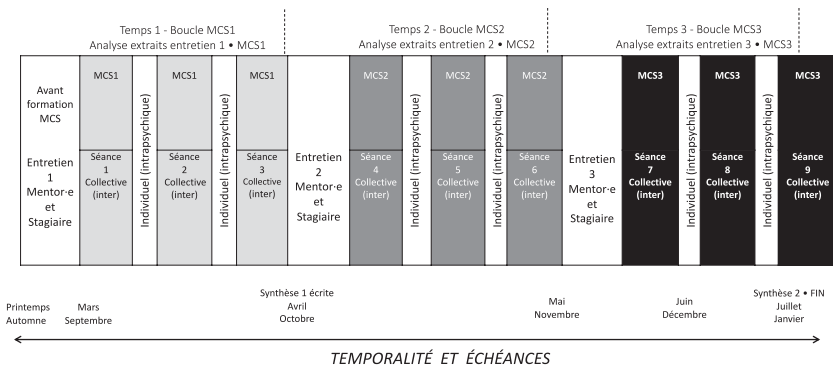 Temps 1 - Boucle MCS1
Analyse extraits entretien 1 • MCS1
Temps 2 - Boucle MCS2
Analyse extraits entretien 2 • MCS2
Temps 3 - Boucle MCS3
Analyse extraits entretien 3 • MCS3
Avant
formation
MCS
Entretien
1
Mentor·e
et
Stagiaire
MCS1
Séance
1
Collective
(inter)
Individuel (intrapsychique)
MCS1
Séance
2
Collective
(inter)
Individuel (intrapsychique)
MCS1
Séance
3
Collective
(inter)
Entretien
2
Mentor·e
et
Stagiaire
MCS2
Séance
4
Collective
(inter)
Individuel (intrapsychique)
MCS2
Séance
5
Collective
(inter)
Individuel (intrapsychique)
MCS2
Séance
6
Collective
(inter)
Entretien
3
Mentor·e
et
Stagiaire
MCS3
Séance
7
Collective
(inter)
Individuel (intrapsychique)
MCS3
Séance
8
Collective
(inter)
Individuel (intrapsychique)
MCS3
Séance
9
Collective
(inter)
Printemps
Automne
Mars
Septembre
Synthèse 1 écrite
Avril
Octobre
Mai
Novembre
Juin
Décembre
Synthèse 2 • FIN
Juillet
Janvier
TEMPORALITÉ ET ÉCHÉANCES